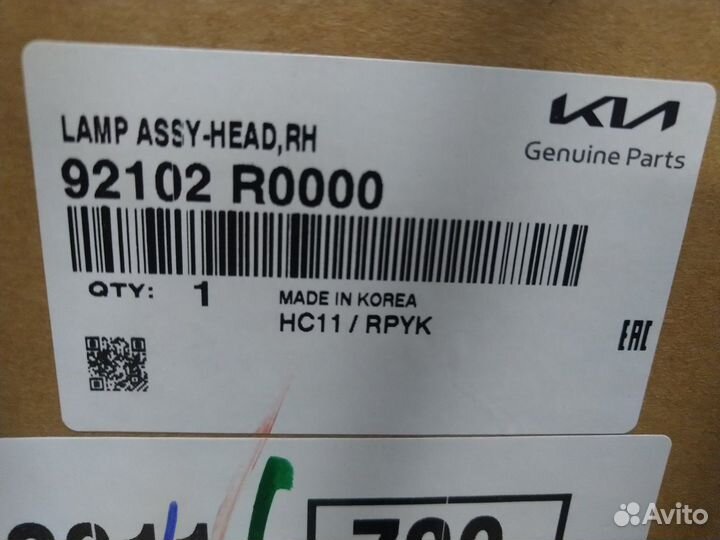 KIA
LAMP ASSY-HEAD,RH
Genuine Parts
92102 R0000
QTY: 1
MADE IN KOREA
HC11 / RPYK
EAC
Avito